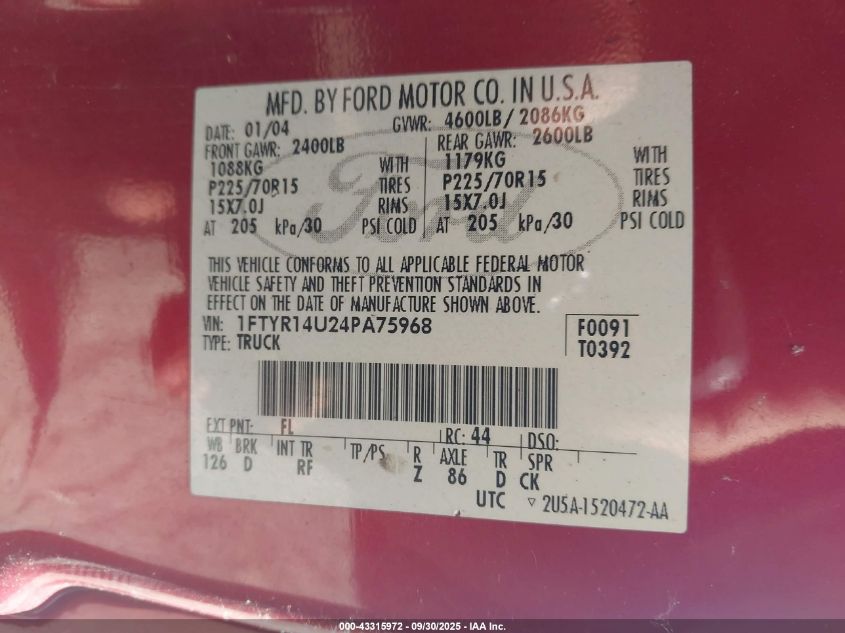 MFD. BY FORD MOTOR CO. IN U.S.A.
DATE: 01/04 GVWR: 4600LB/ 2086KG
FRONT GAWR: 2400LB REAR GAWR: 2600LB
1088KG WITH 1179KG WITH
P225/70R15 TIRES P225/70R15 TIRES
15X7.0J RIMS 15X7.0J RIMS
AT 205 kPa/30 PSI COLD AT 205 kPa/30 PSI COLD
Ford
THIS VEHICLE CONFORMS TO ALL APPLICABLE FEDERAL MOTOR
VEHICLE SAFETY AND THEFT PREVENTION STANDARDS IN
EFFECT ON THE DATE OF MANUFACTURE SHOWN ABOVE.
VIN: 1FTYR14U24PA75968 F0091
TYPE: TRUCK T0392
EXT PNT: FL RC: 44 DSO:
WB BRK INT TR TP/PS R AXLE TR SPR
126 D RF Z 86 D CK
UTC ▽ 2U5A-1520472-AA
000-43315972 - 09/30/2025 - IAA Inc.